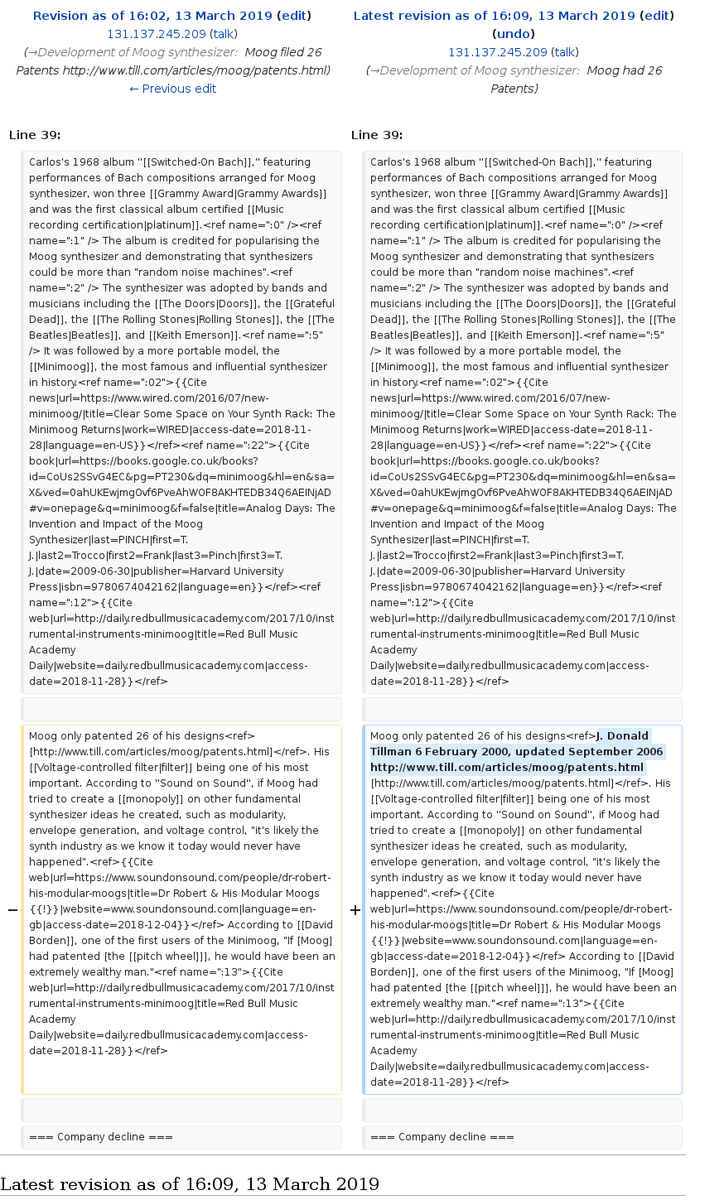 Revision as of 16:02, 13 March 2019 (edit)
131.137.245.209 (talk)
(→Development of Moog synthesizer: Moog filed 26
Patents http://www.till.com/articles/moog/patents.html)
← Previous edit
Latest revision as of 16:09, 13 March 2019 (edit)
(undo)
131.137.245.209 (talk)
(→Development of Moog synthesizer: Moog had 26
Patents)
Line 39:
Line 39:
Carlos's 1968 album ''[[Switched-On Bach]],'' featuring
performances of Bach compositions arranged for Moog
synthesizer, won three [[Grammy Award|Grammy Awards]]
and was the first classical album certified [[Music
recording certification|platinum]].<ref name=":0" /><ref
name=":1" /> The album is credited for popularising the
Moog synthesizer and demonstrating that synthesizers
could be more than "random noise machines".<ref
name=":2" /> The synthesizer was adopted by bands and
musicians including the [[The Doors|Doors]], the [[Grateful
Dead]], the [[The Rolling Stones|Rolling Stones]], the [[The
Beatles|Beatles]], and [[Keith Emerson]].<ref name=":5"
/> It was followed by a more portable model, the
[[Minimoog]], the most famous and influential synthesizer
in history.<ref name=":02">{{Cite
news|url=https://www.wired.com/2016/07/new-
minimoog/|title=Clear Some Space on Your Synth Rack: The
Minimoog Returns|work=WIRED|access-date=2018-11-
28|language=en-US}}</ref><ref name=":22">{{Cite
book|url=https://books.google.co.uk/books?
id=CoUs2SSvG4EC&pg=PT230&dq=minimoog&hl=en&sa=
X&ved=0ahUKEwjmgOvf6PveAhWOF8AKHTEDB34Q6AEINjAD
#v=onepage&q=minimoog&f=false|title=Analog Days: The
Invention and Impact of the Moog
Synthesizer|last=PINCH|first=T.
J.|last2=Trocco|first2=Frank|last3=Pinch|first3=T.
J.|date=2009-06-30|publisher=Harvard University
Press|isbn=9780674042162|language=en}}</ref><ref
name=":12">{{Cite
web|url=http://daily.redbullmusicacademy.com/2017/10/inst
rumental-instruments-minimoog|title=Red Bull Music
Academy
Daily|website=daily.redbullmusicacademy.com|access-
date=2018-11-28}}</ref>
Carlos's 1968 album ''[[Switched-On Bach]],'' featuring
performances of Bach compositions arranged for Moog
synthesizer, won three [[Grammy Award|Grammy Awards]]
and was the first classical album certified [[Music
recording certification|platinum]].<ref name=":0" /><ref
name=":1" /> The album is credited for popularising the
Moog synthesizer and demonstrating that synthesizers
could be more than "random noise machines".<ref
name=":2" /> The synthesizer was adopted by bands and
musicians including the [[The Doors|Doors]], the [[Grateful
Dead]], the [[The Rolling Stones|Rolling Stones]], the [[The
Beatles|Beatles]], and [[Keith Emerson]].<ref name=":5"
/> It was followed by a more portable model, the
[[Minimoog]], the most famous and influential synthesizer
in history.<ref name=":02">{{Cite
news|url=https://www.wired.com/2016/07/new-
minimoog/|title=Clear Some Space on Your Synth Rack: The
Minimoog Returns|work=WIRED|access-date=2018-11-
28|language=en-US}}</ref><ref name=":22">{{Cite
book|url=https://books.google.co.uk/books?
id=CoUs2SSvG4EC&pg=PT230&dq=minimoog&hl=en&sa=
X&ved=0ahUKEwjmgOvf6PveAhWOF8AKHTEDB34Q6AEINjAD
#v=onepage&q=minimoog&f=false|title=Analog Days: The
Invention and Impact of the Moog
Synthesizer|last=PINCH|first=T.
J.|last2=Trocco|first2=Frank|last3=Pinch|first3=T.
J.|date=2009-06-30|publisher=Harvard University
Press|isbn=9780674042162|language=en}}</ref><ref
name=":12">{{Cite
web|url=http://daily.redbullmusicacademy.com/2017/10/inst
rumental-instruments-minimoog|title=Red Bull Music
Academy
Daily|website=daily.redbullmusicacademy.com|access-
date=2018-11-28}}</ref>
−
Moog only patented 26 of his designs<ref>
[http://www.till.com/articles/moog/patents.html]</ref>. His
[[Voltage-controlled filter|filter]] being one of his most
important. According to ''Sound on Sound'', if Moog had
tried to create a [[monopoly]] on other fundamental
synthesizer ideas he created, such as modularity,
envelope generation, and voltage control, "it's likely the
synth industry as we know it today would never have
happened".<ref>{{Cite
web|url=https://www.soundonsound.com/people/dr-robert-
his-modular-moogs|title=Dr Robert & His Modular Moogs
{{!}}|website=www.soundonsound.com|language=en-
gb|access-date=2018-12-04}}</ref> According to [[David
Borden]], one of the first users of the Minimoog, "If [Moog]
had patented [the [[pitch wheel]]], he would have been an
extremely wealthy man."<ref name=":13">{{Cite
web|url=http://daily.redbullmusicacademy.com/2017/10/inst
rumental-instruments-minimoog|title=Red Bull Music
Academy
Daily|website=daily.redbullmusicacademy.com|access-
date=2018-11-28}}</ref>
+
Moog only patented 26 of his designs<ref>J. Donald
Tillman 6 February 2000, updated September 2006
http://www.till.com/articles/moog/patents.html
[http://www.till.com/articles/moog/patents.html]</ref>. His
[[Voltage-controlled filter|filter]] being one of his most
important. According to ''Sound on Sound'', if Moog had
tried to create a [[monopoly]] on other fundamental
synthesizer ideas he created, such as modularity,
envelope generation, and voltage control, "it's likely the
synth industry as we know it today would never have
happened".<ref>{{Cite
web|url=https://www.soundonsound.com/people/dr-robert-
his-modular-moogs|title=Dr Robert & His Modular Moogs
{{!}}|website=www.soundonsound.com|language=en-
gb|access-date=2018-12-04}}</ref> According to [[David
Borden]], one of the first users of the Minimoog, "If [Moog]
had patented [the [[pitch wheel]]], he would have been an
extremely wealthy man."<ref name=":13">{{Cite
web|url=http://daily.redbullmusicacademy.com/2017/10/inst
rumental-instruments-minimoog|title=Red Bull Music
Academy
Daily|website=daily.redbullmusicacademy.com|access-
date=2018-11-28}}</ref>
=== Company decline ===
=== Company decline ===
Latest revision as of 16:09, 13 March 2019